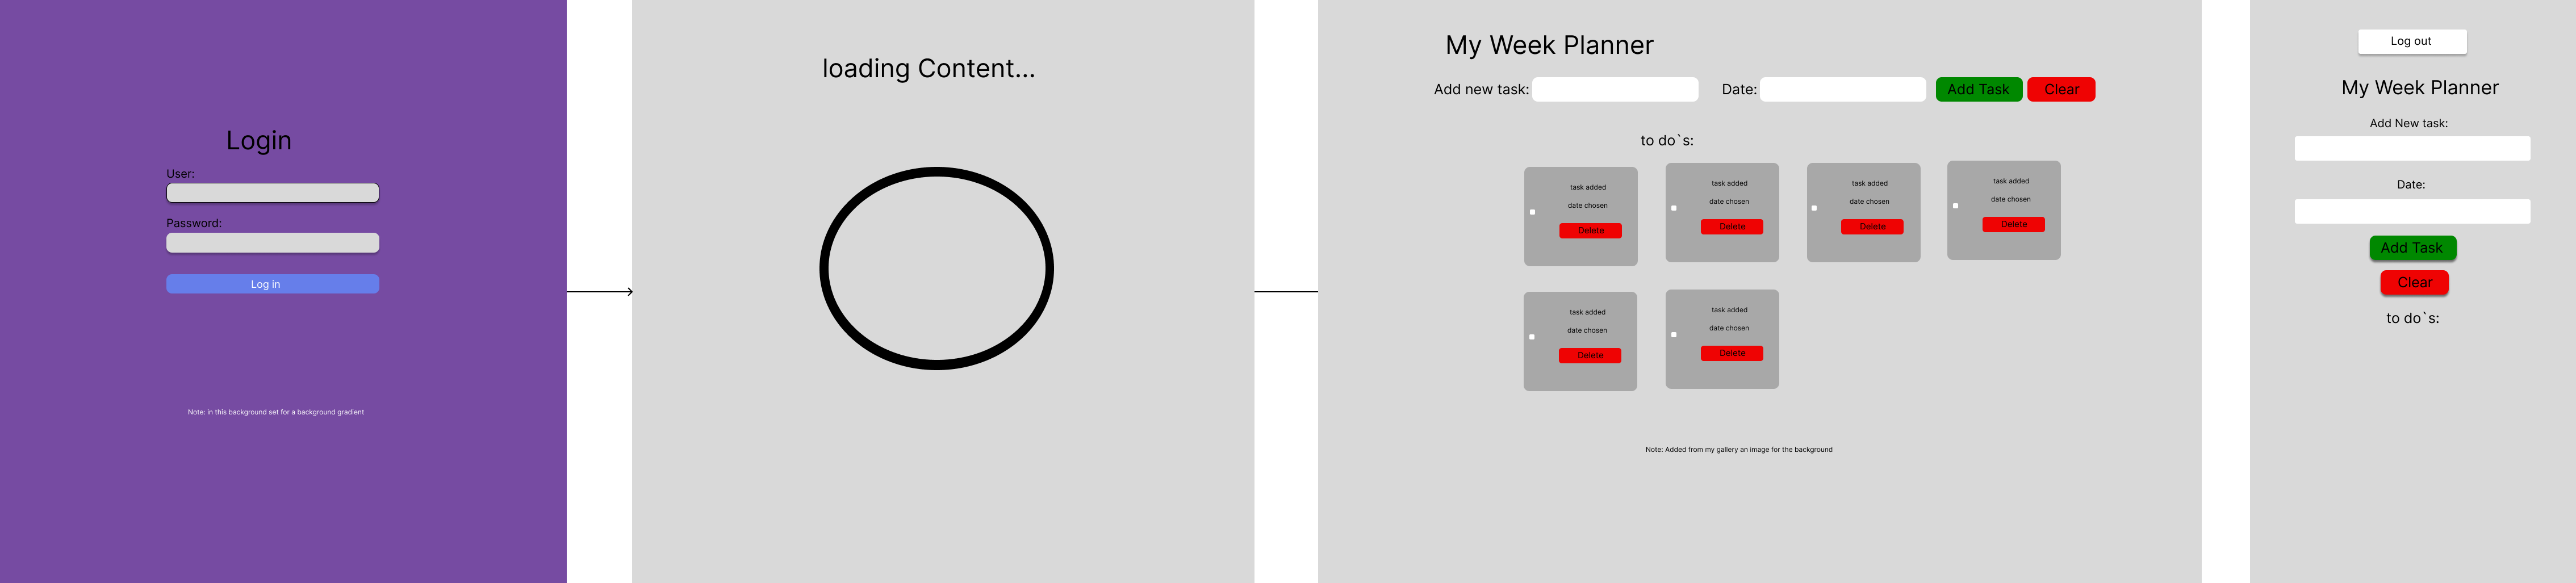 Login
User:
Password:
Log in
Note: in this background set for a background gradient
loading Content...
My Week Planner
Add new task:
Date:
Add Task
Clear
to do`s:
task added
date chosen
Delete
task added
date chosen
Delete
task added
date chosen
Delete
task added
date chosen
Delete
task added
date chosen
Delete
task added
date chosen
Delete
Note: Added from my gallery an image for the background
Log out
My Week Planner
Add New task:
Date:
Add Task
Clear
to do`s: